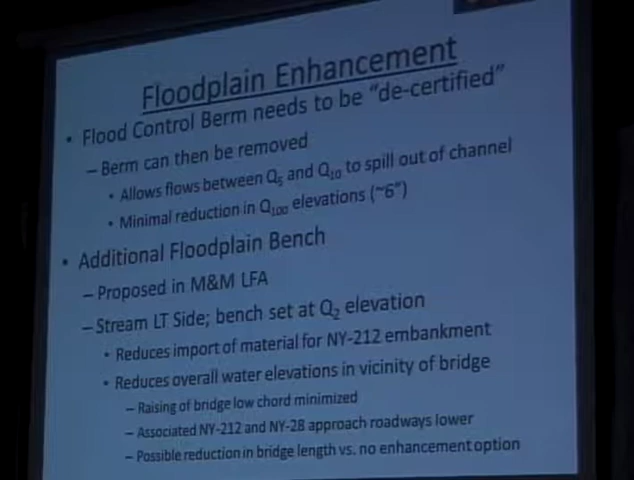 Floodplain Enhancement
• Flood Control Berm needs to be “de-certified”
– Berm can then be removed
• Allows flows between Q5 and Q10 to spill out of channel
• Minimal reduction in Q100 elevations (~6”)
• Additional Floodplain Bench
– Proposed in M&M LFA
– Stream LT Side; bench set at Q2 elevation
• Reduces import of material for NY-212 embankment
• Reduces overall water elevations in vicinity of bridge
– Raising of bridge low chord minimized
– Associated NY-212 and NY-28 approach roadways lower
– Possible reduction in bridge length vs. no enhancement option